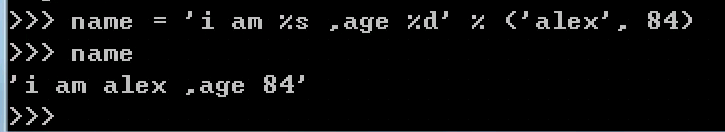 >>> name = 'i am %s ,age %d' % ('alex', 84)
>>> name
'i am alex ,age 84'
>>>